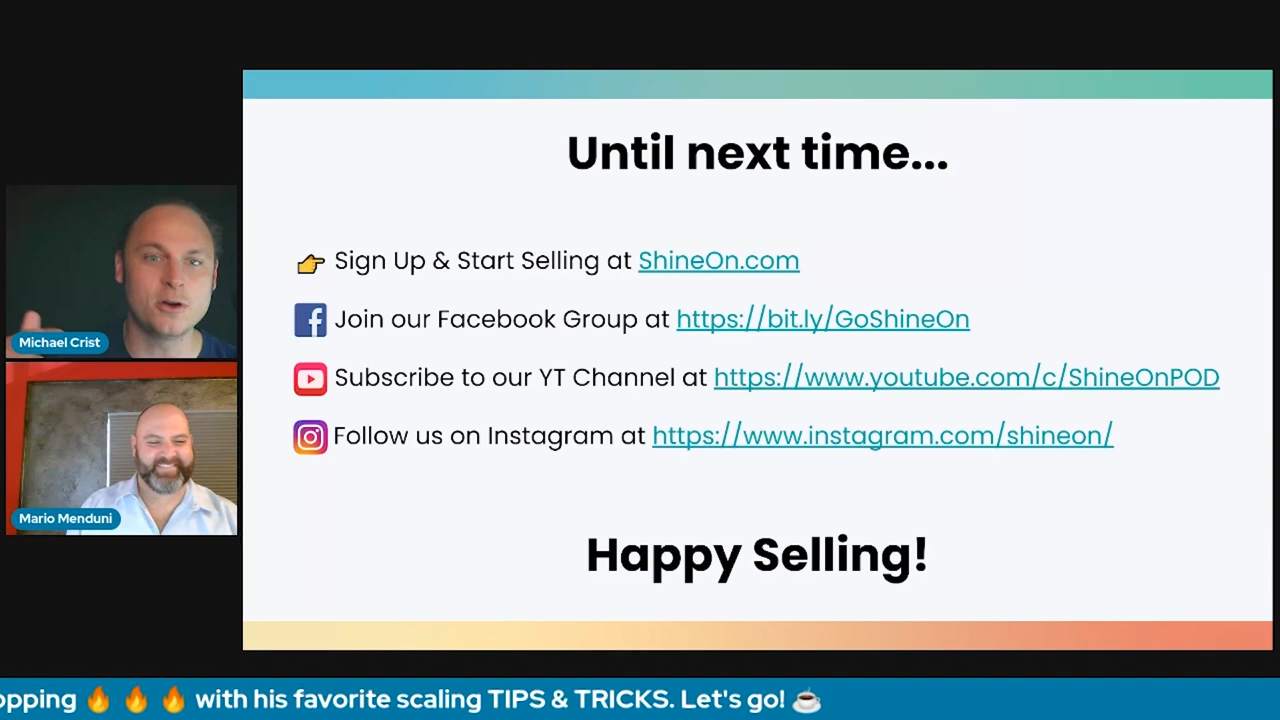 Until next time...
👉 Sign Up & Start Selling at ShineOn.com
Join our Facebook Group at https://bit.ly/GoShineOn
Subscribe to our YT Channel at https://www.youtube.com/c/ShineOnPOD
Follow us on Instagram at https://www.instagram.com/shineon/
Happy Selling!
Michael Crist
Mario Menduni
opping 🔥 🔥 🔥 with his favorite scaling TIPS & TRICKS. Let's go! ☕